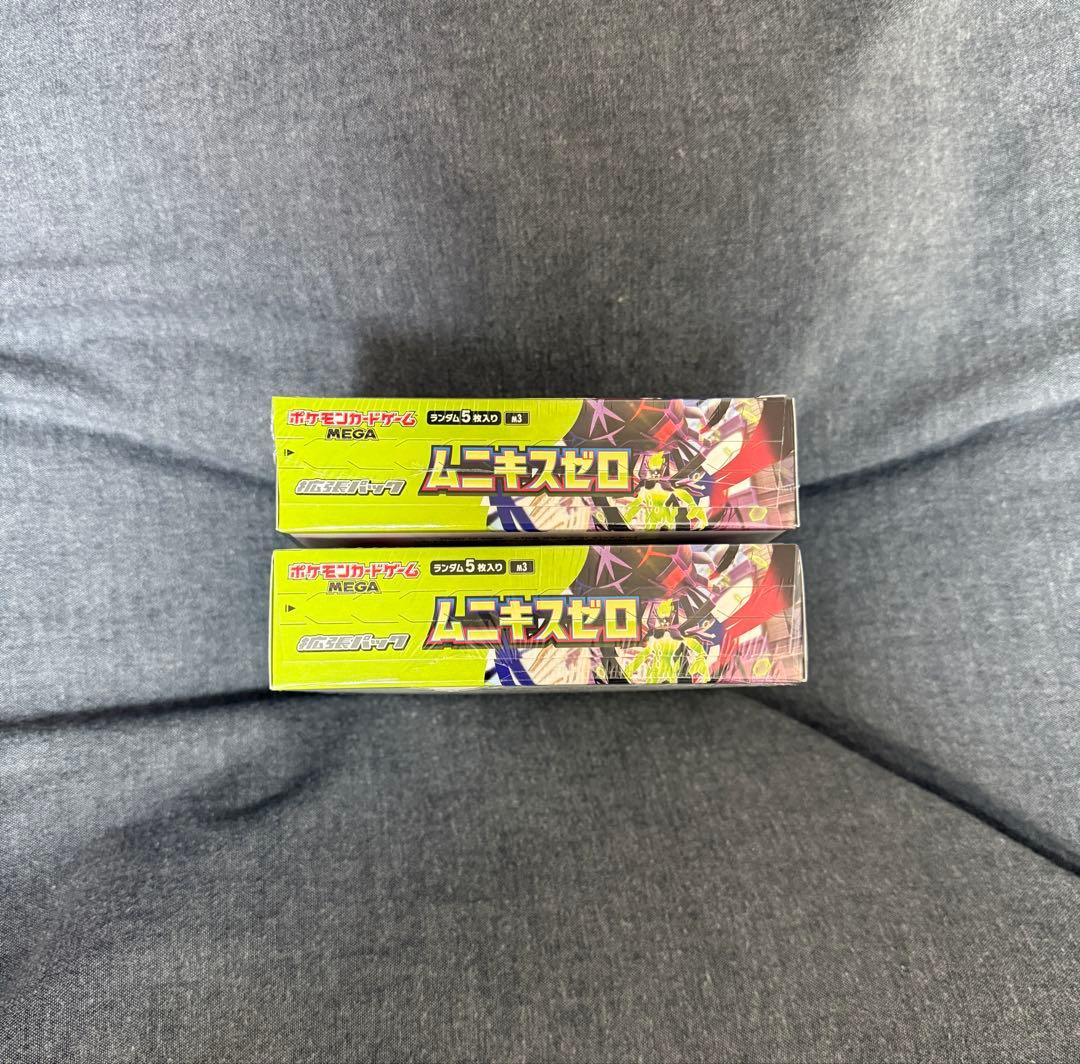 ポケモンカードゲーム
MEGA
ランダム5枚入り M3
ムニキスゼロ
拡張パック
ポケモンカードゲーム
MEGA
ランダム5枚入り M3
ムニキスゼロ
拡張パック